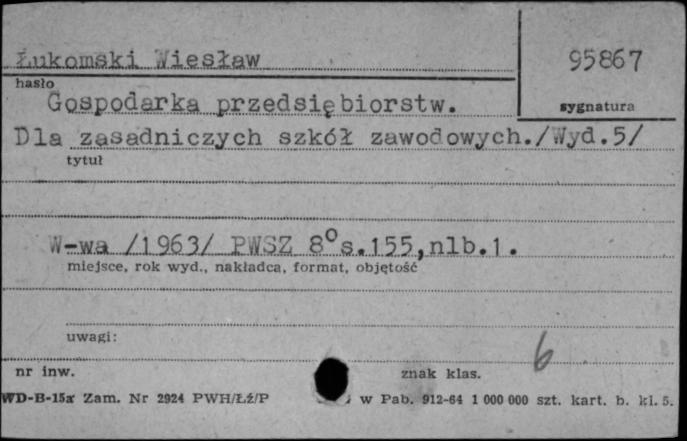 Łukomski Wiesław
95867
hasło
Gospodarka przedsiębiorstw.
sygnatura
Dla zasadniczych szkół zawodowych./Wyd.5/
tytuł
W-wa /1963/ PWSZ 8° s.155,nlb.1.
miejsce, rok wyd., nakładca, format, objętość
uwagi:
6
nr inw.
znak klas.
WD-B-15a Zam. Nr 2924 PWH/Łź/P w Pab. 912-64 1 000 000 szt. kart. b. kl. 5.